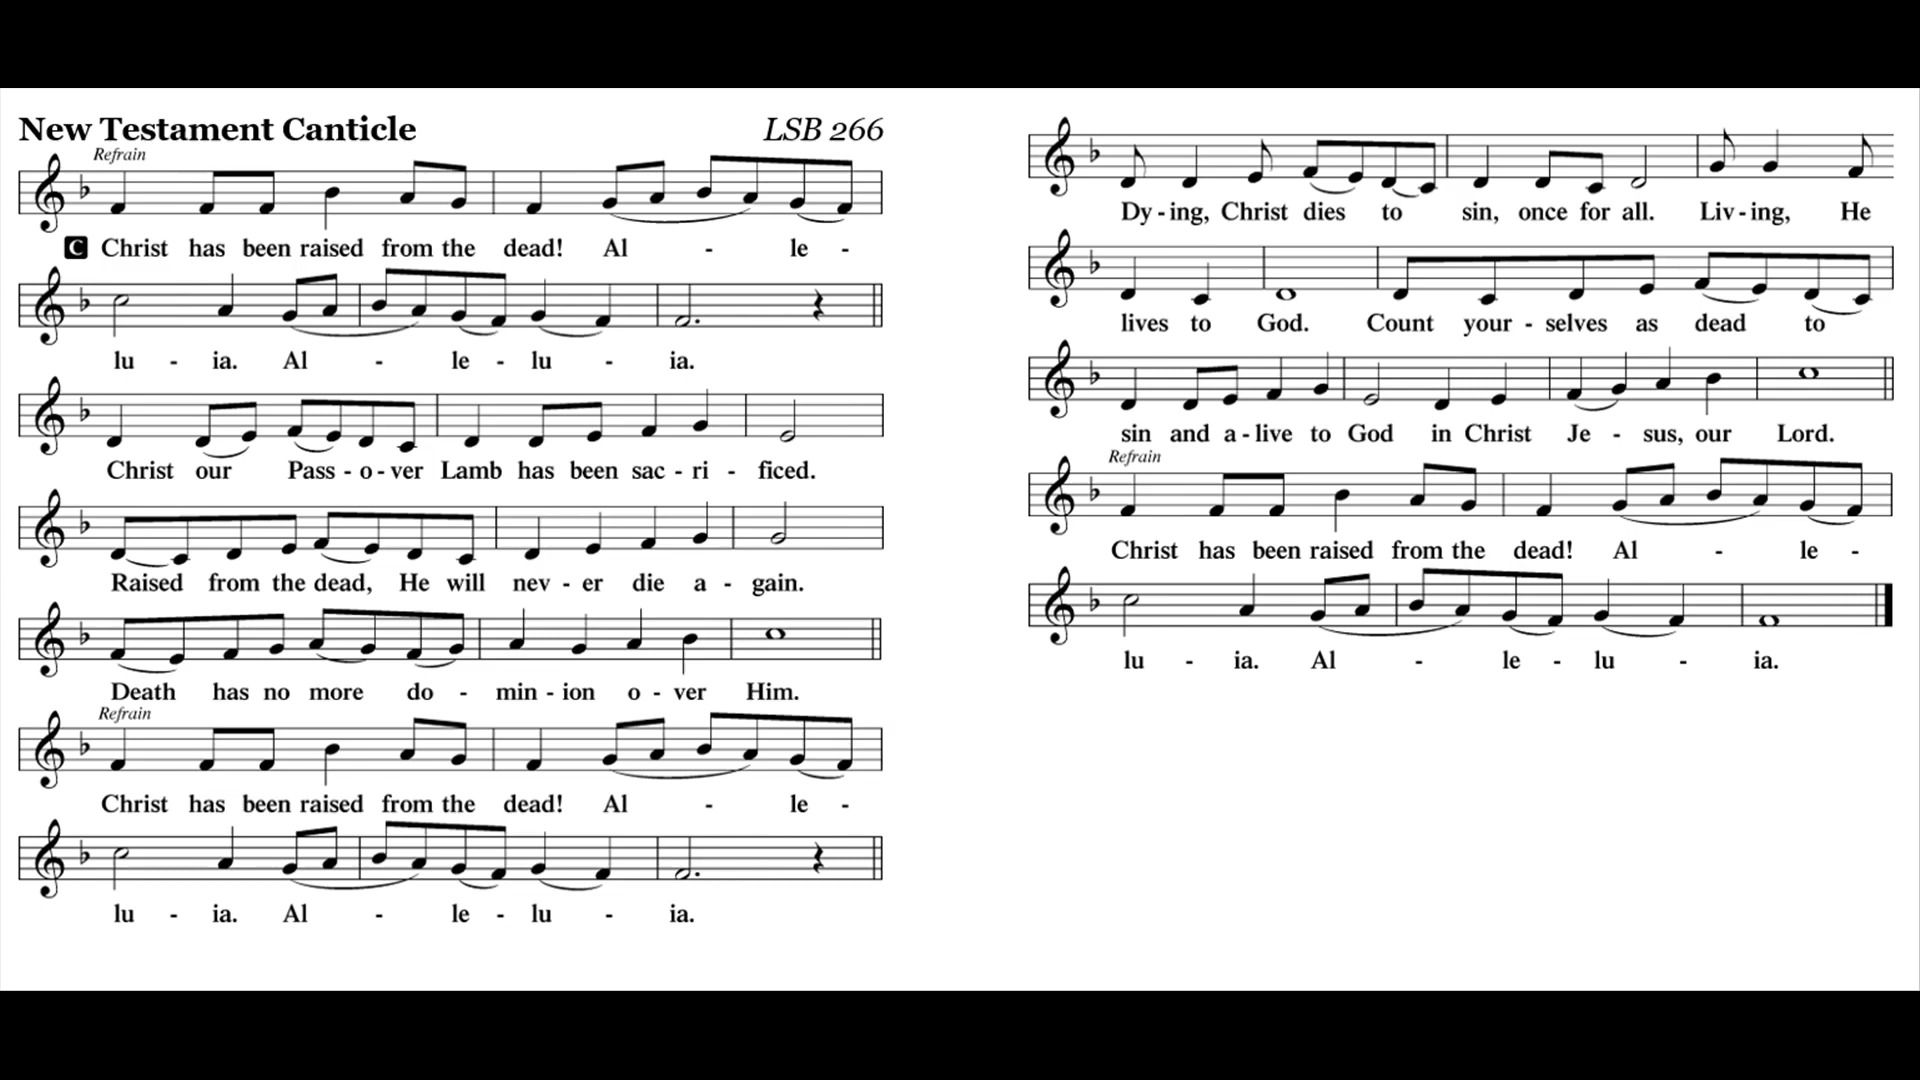 New Testament Canticle LSB 266
Refrain
C Christ has been raised from the dead! Al - le -
lu - ia. Al - le - lu - ia.
Christ our Pass - o - ver Lamb has been sac - ri - ficed.
Raised from the dead, He will nev - er die a - gain.
Death has no more do - min - ion o - ver Him.
Refrain
Christ has been raised from the dead! Al - le -
lu - ia. Al - le - lu - ia.
Dy - ing, Christ dies to sin, once for all. Liv - ing, He
lives to God. Count your - selves as dead to
sin and a - live to God in Christ Je - sus, our Lord.
Refrain
Christ has been raised from the dead! Al - le -
lu - ia. Al - le - lu - ia.